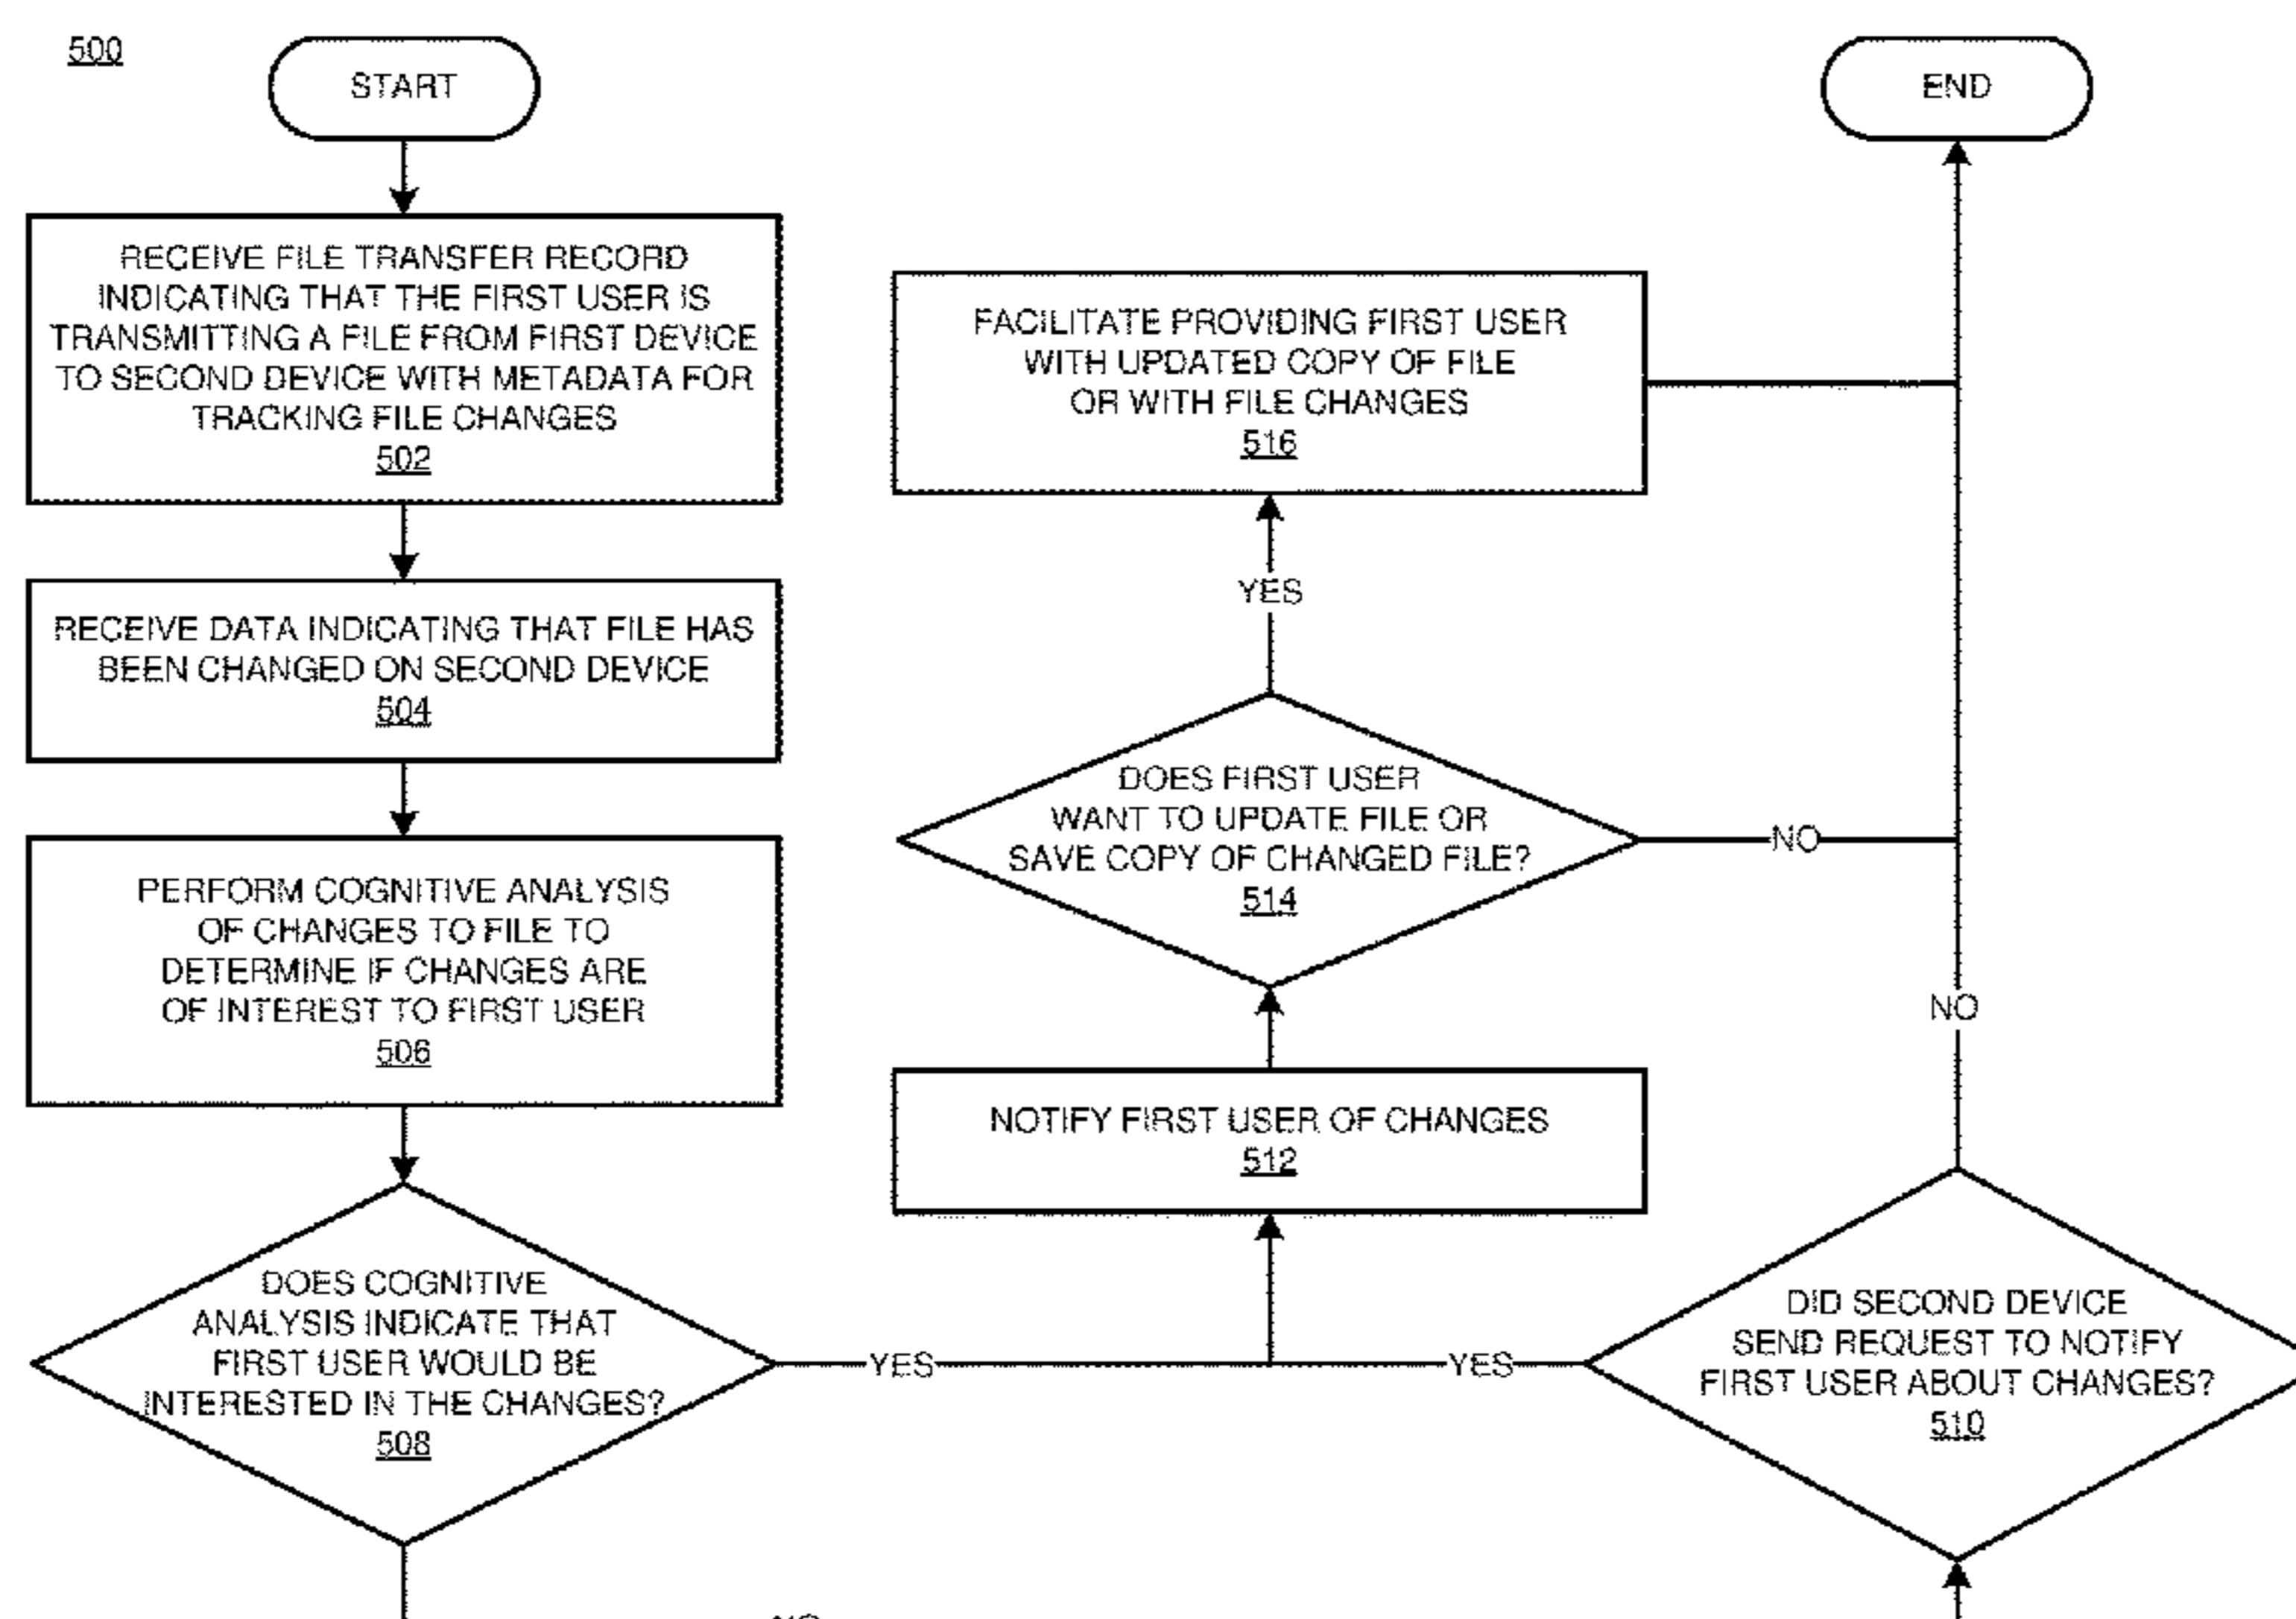 500
START
RECEIVE FILE TRANSFER RECORD
INDICATING THAT THE FIRST USER IS
TRANSMITTING A FILE FROM FIRST DEVICE
TO SECOND DEVICE WITH METADATA FOR
TRACKING FILE CHANGES
502
RECEIVE DATA INDICATING THAT FILE HAS
BEEN CHANGED ON SECOND DEVICE
504
PERFORM COGNITIVE ANALYSIS
OF CHANGES TO FILE TO
DETERMINE IF CHANGES ARE
OF INTEREST TO FIRST USER
506
DOES COGNITIVE
ANALYSIS INDICATE THAT
FIRST USER WOULD BE
INTERESTED IN THE CHANGES?
508
YES
NO
DID SECOND DEVICE
SEND REQUEST TO NOTIFY
FIRST USER ABOUT CHANGES?
510
YES
NO
NOTIFY FIRST USER OF CHANGES
512
DOES FIRST USER
WANT TO UPDATE FILE OR
SAVE COPY OF CHANGED FILE?
514
YES
NO
FACILITATE PROVIDING FIRST USER
WITH UPDATED COPY OF FILE
OR WITH FILE CHANGES
516
END